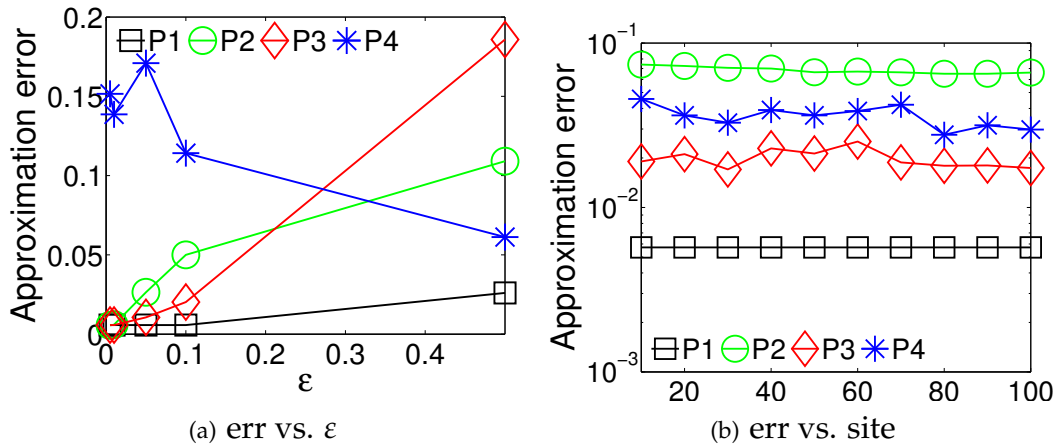 0.2
0.15
0.1
0.05
0
Approximation error
P1 P2 P3 P4
0 0.1 0.2 0.3 0.4
ε
(a) err vs. ε
10⁻¹
10⁻²
10⁻³
Approximation error
P1 P2 P3 P4
20 40 60 80 100
(b) err vs. site